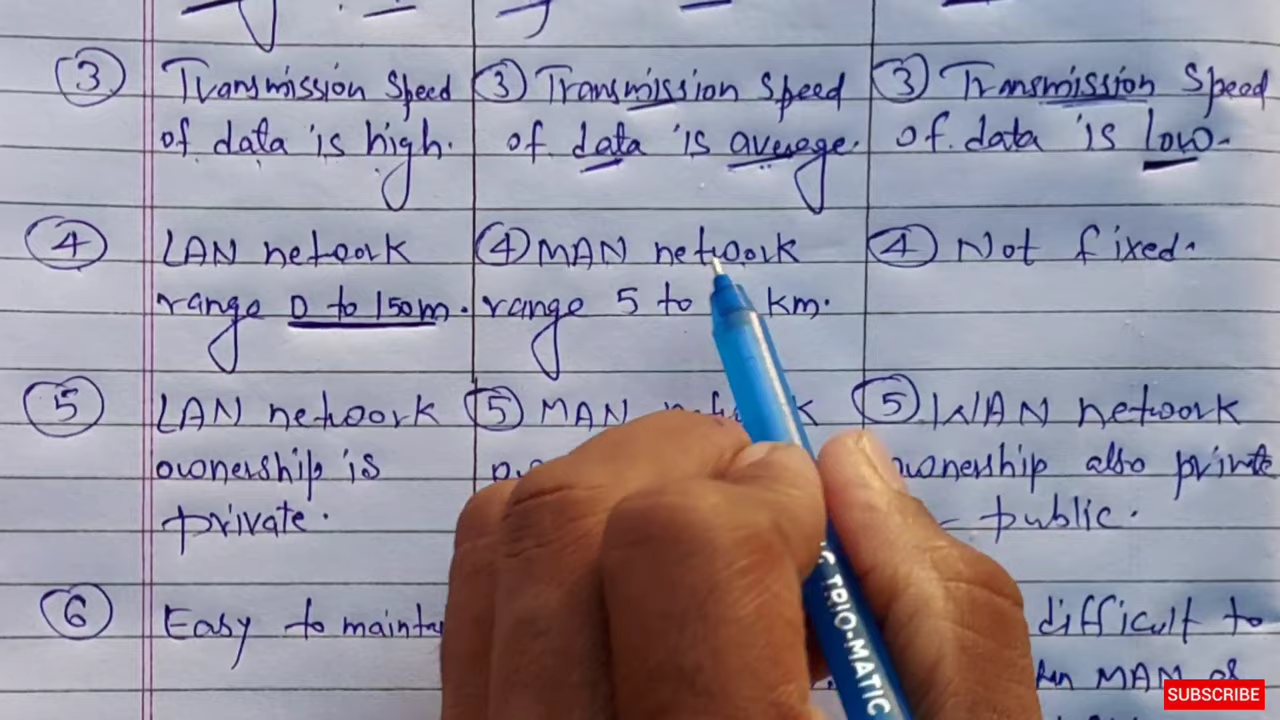 ③ Transmission Speed
of data is high.
③ Transmission Speed
of data is average.
③ Transmission Speed
of data is low.
④ LAN network
range 0 to 150m.
④ MAN network
range 5 to km.
④ Not fixed.
⑤ LAN network
ownership is
private.
⑤ MAN
⑤ WAN network
ownership also private
public.
⑥ Easy to
difficult to
MAN or
TRIO-MATIC
SUBSCRIBE